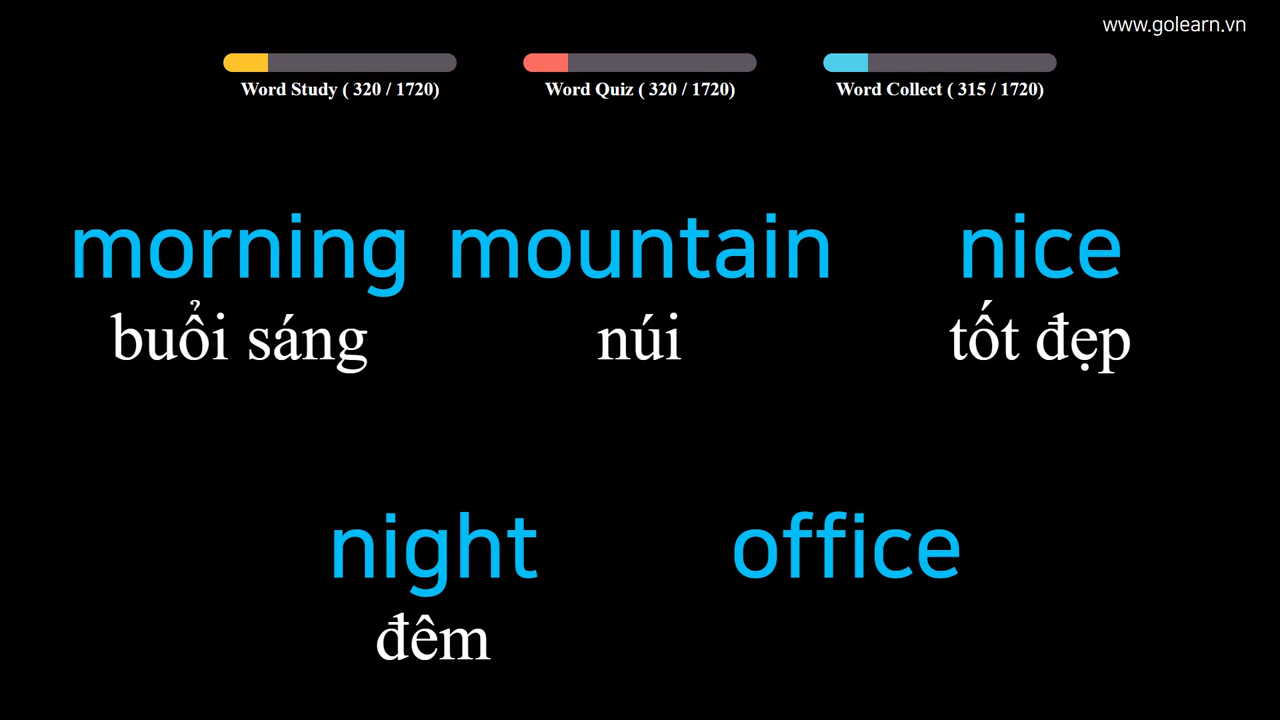 www.golearn.vn
Word Study ( 320 / 1720)
Word Quiz ( 320 / 1720)
Word Collect ( 315 / 1720)
morning mountain nice
buổi sáng núi tốt đẹp
night office
đêm